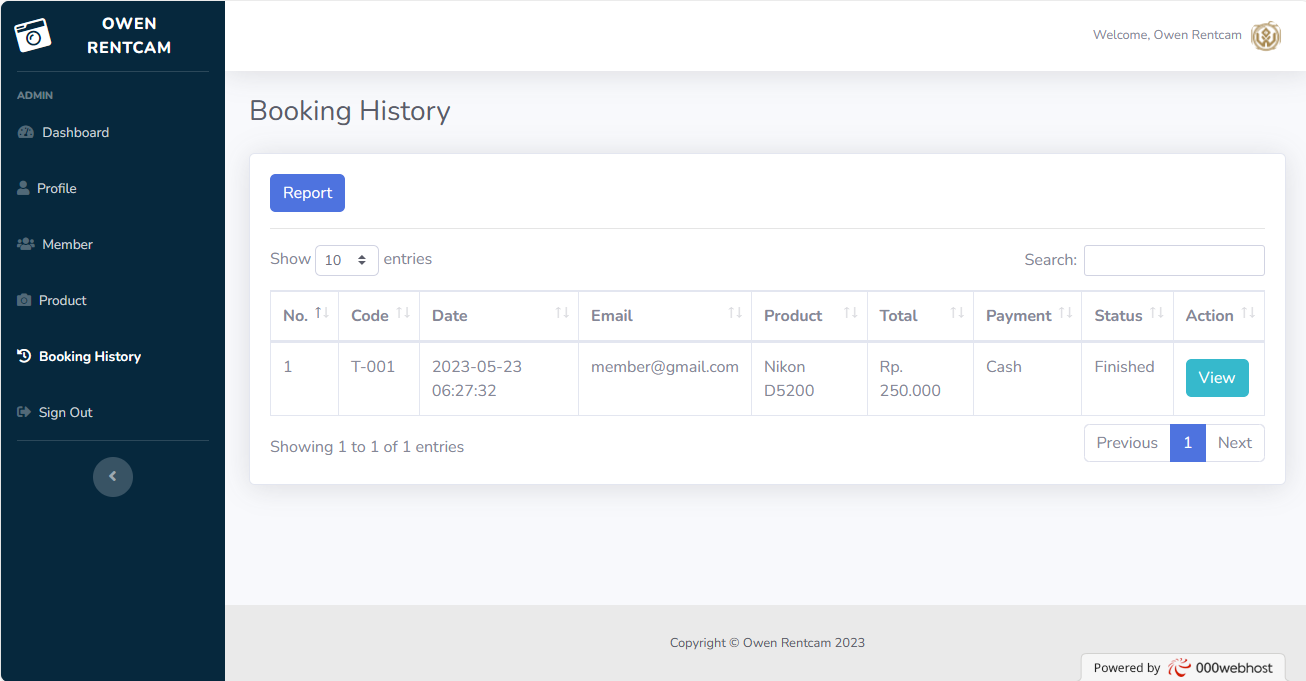 OWEN
RENTCAM
Welcome, Owen Rentcam
ADMIN
Dashboard
Profile
Member
Product
Booking History
Sign Out
Booking History
Report
Show 10 entries
Search:
No. Code Date Email Product Total Payment Status Action
1 T-001 2023-05-23 member@gmail.com Nikon Rp. Cash Finished View
06:27:32 D5200 250.000
Showing 1 to 1 of 1 entries
Previous 1 Next
Copyright © Owen Rentcam 2023
Powered by 000webhost